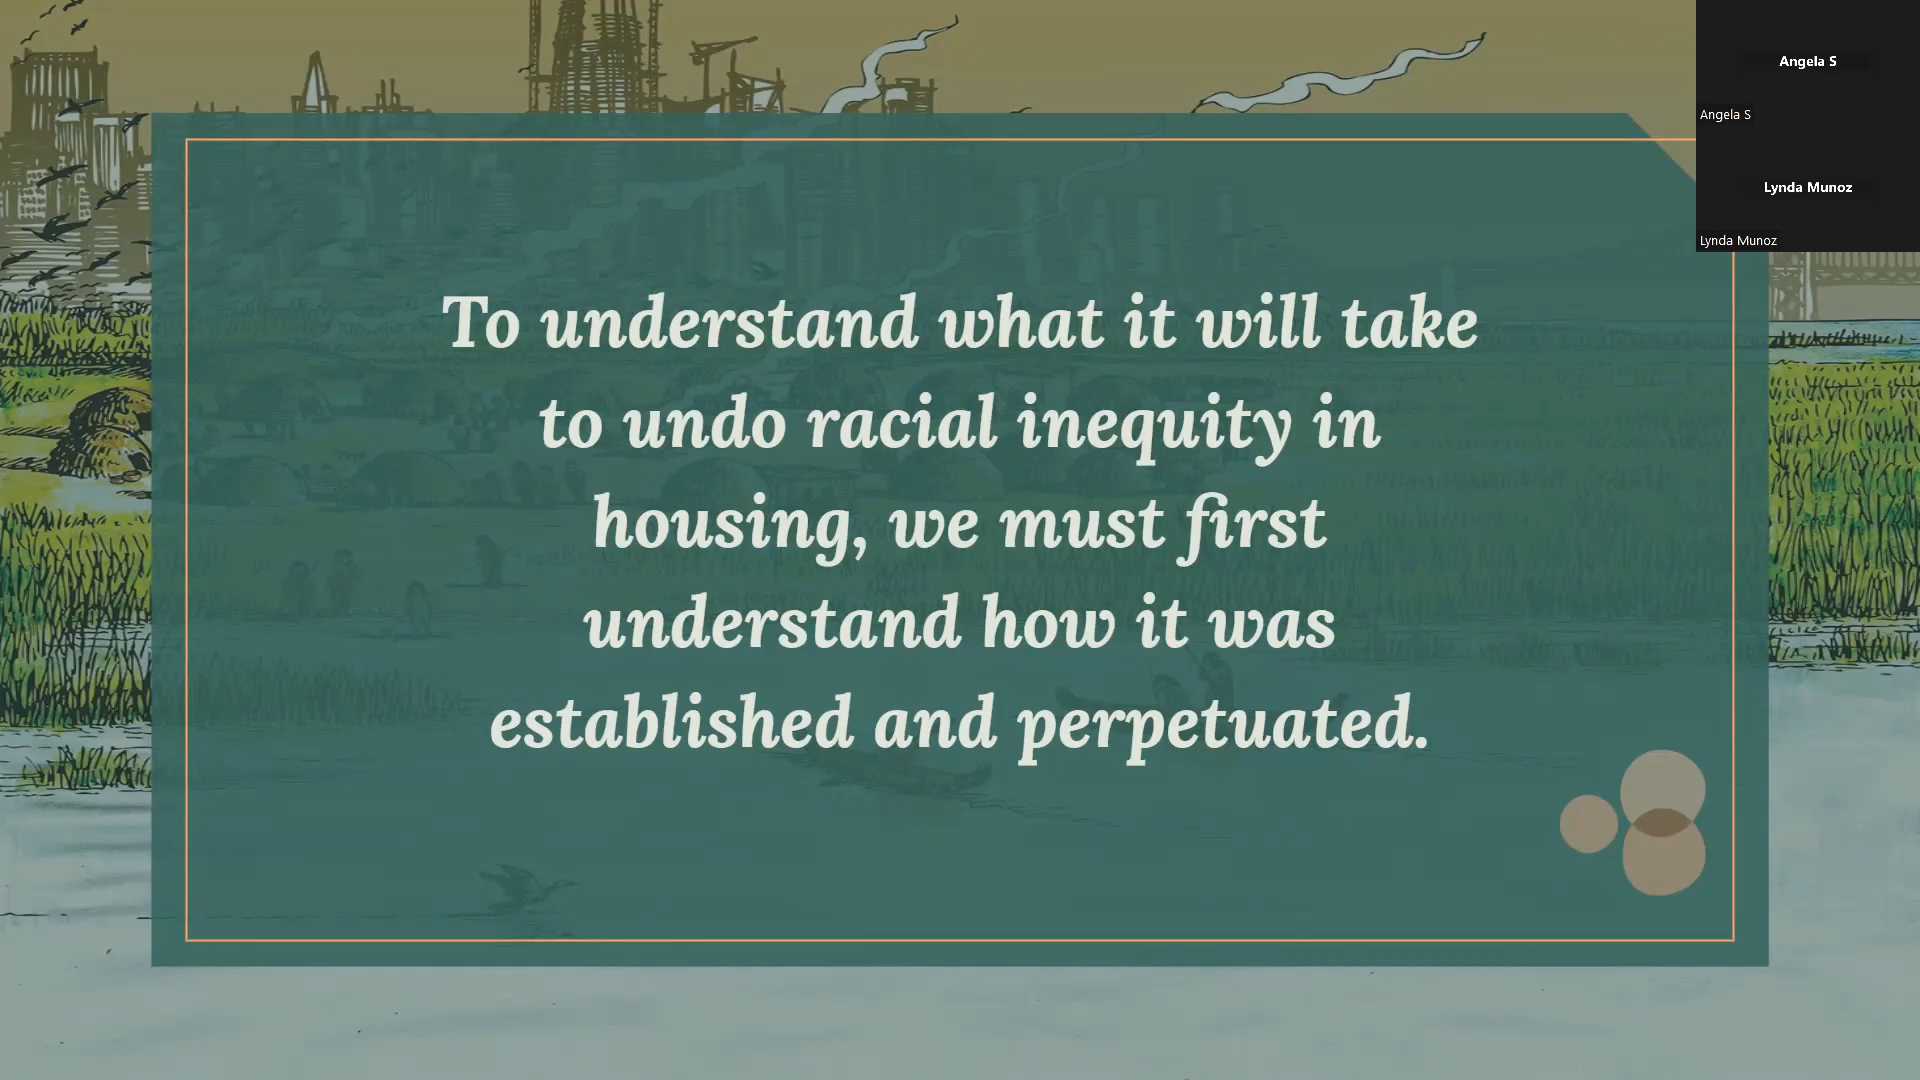 To understand what it will take
to undo racial inequity in
housing, we must first
understand how it was
established and perpetuated.
Angela S
Angela S
Lynda Munoz
Lynda Munoz